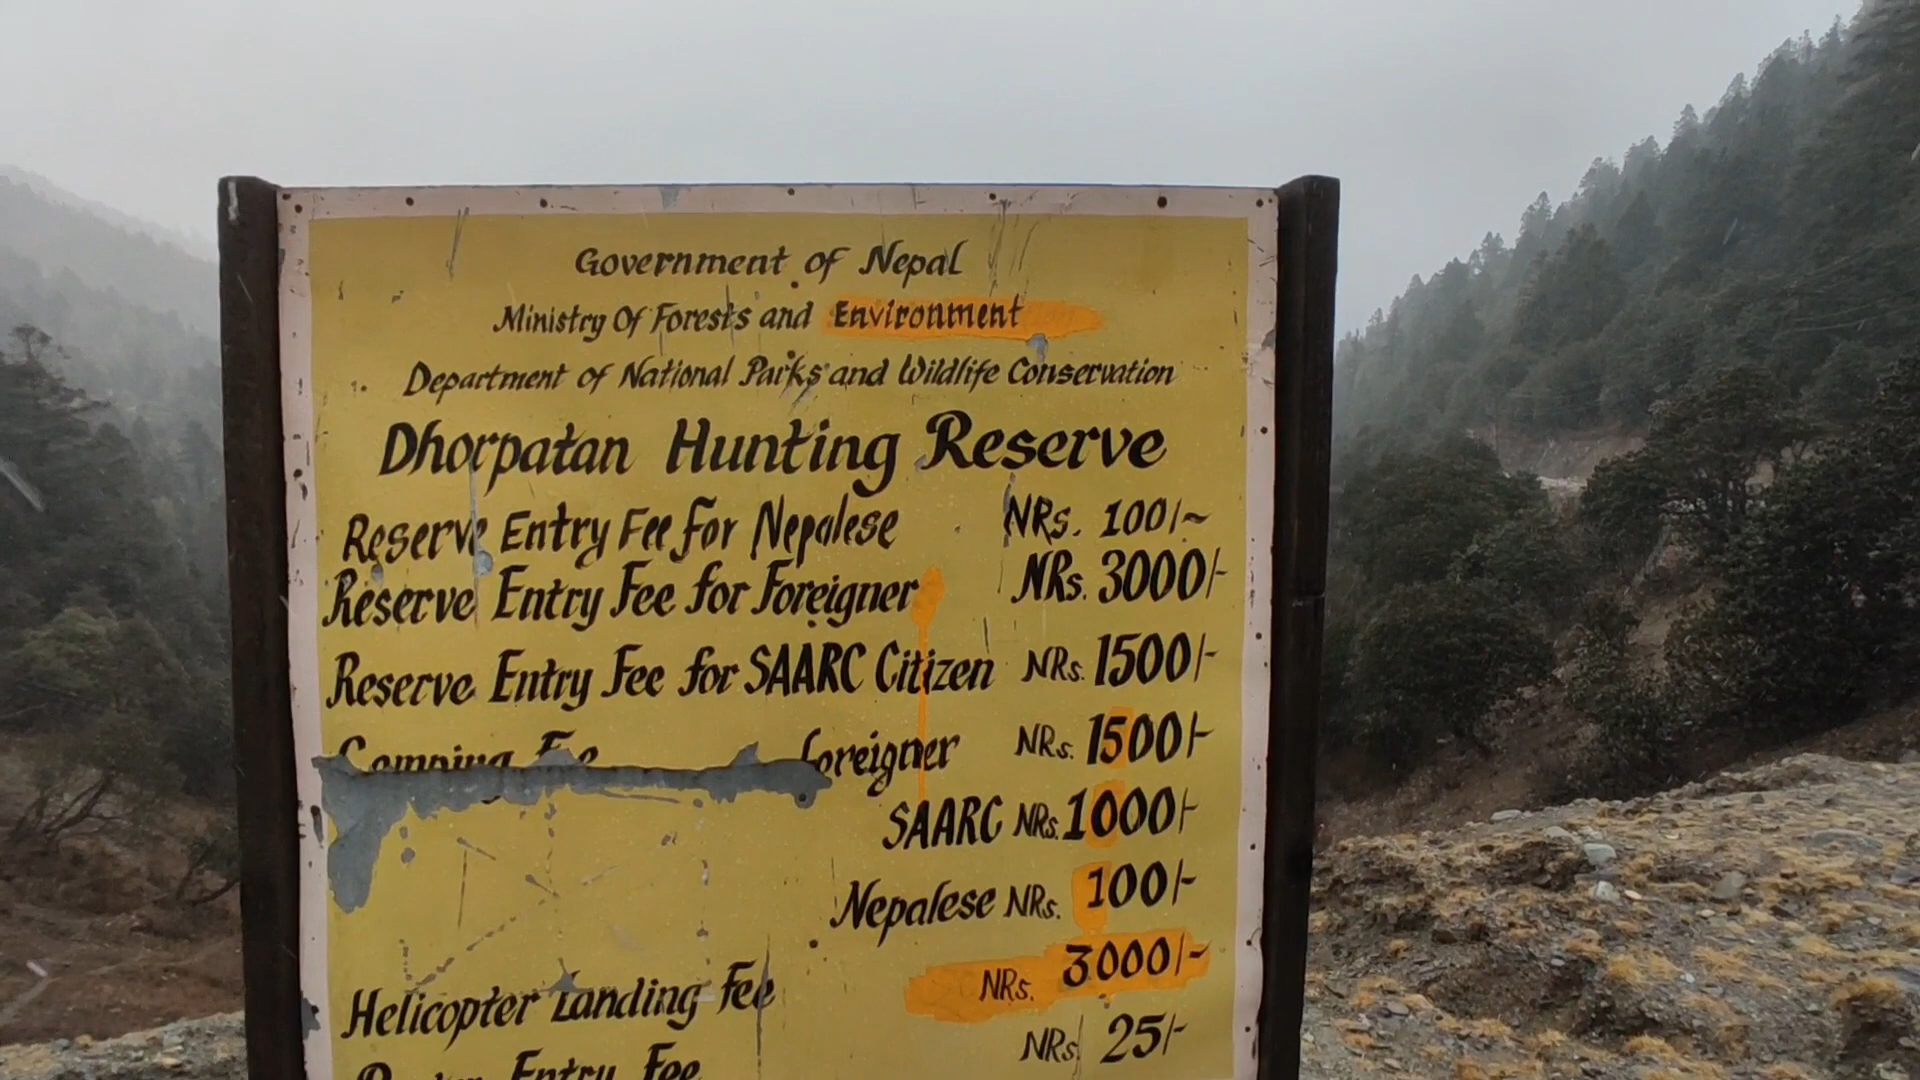 Government of Nepal
Ministry Of Forests and Environment
Department of National Parks and Wildlife Conservation
Dhorpatan Hunting Reserve
Reserve Entry Fee for Nepalese NRs. 100/~
Reserve Entry Fee for Foreigner NRs. 3000/-
Reserve Entry Fee for SAARC Citizen NRs. 1500/-
Camping Fee foreigner NRs. 1500/-
SAARC NRs. 1000/-
Nepalese NRs. 100/-
Helicopter Landing Fee NRs. 3000/-
Entry Fee NRs. 25/-